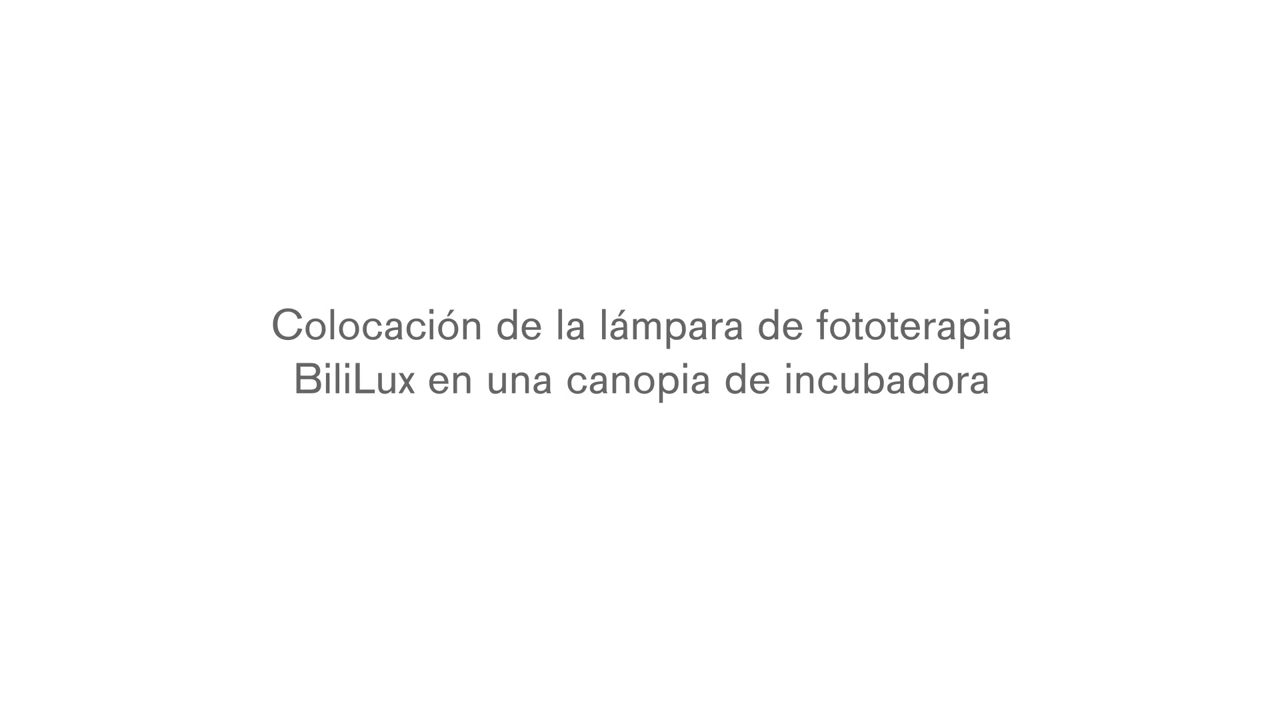 Colocación de la lámpara de fototerapia
BiliLux en una canopia de incubadora